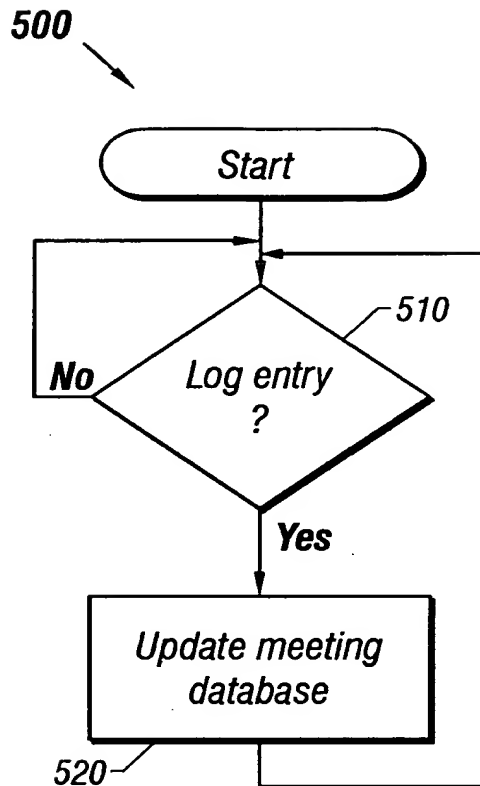 500
Start
510
Log entry
?
No
Yes
Update meeting
database
520